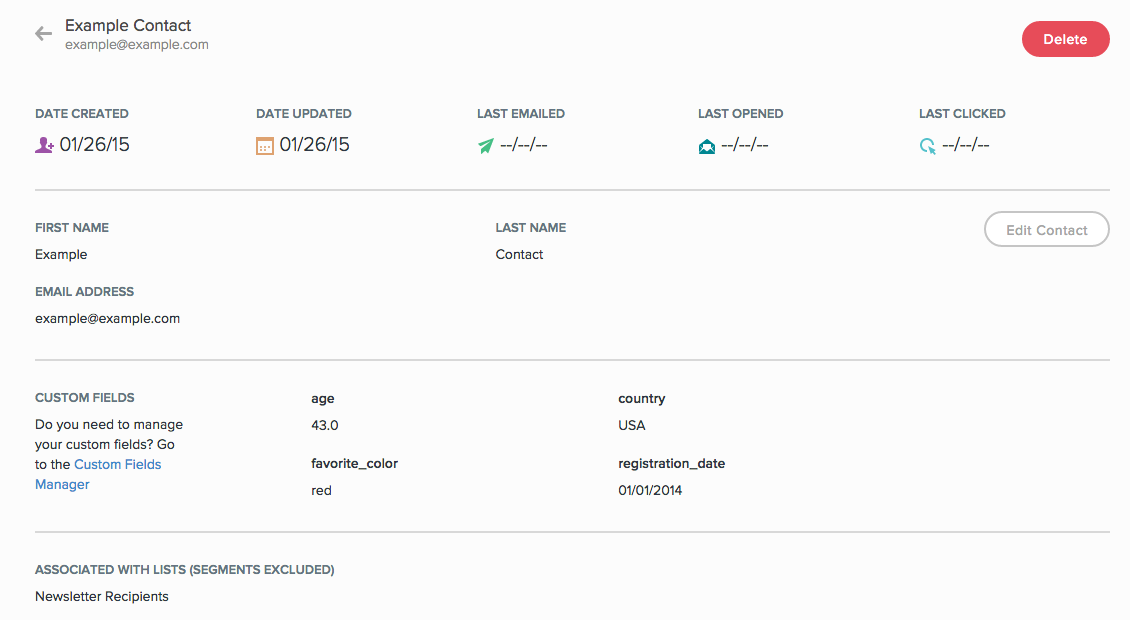 Example Contact
example@example.com
Delete
DATE CREATED
01/26/15
DATE UPDATED
01/26/15
LAST EMAILED
--/--/--
LAST OPENED
--/--/--
LAST CLICKED
--/--/--
FIRST NAME
Example
LAST NAME
Contact
Edit Contact
EMAIL ADDRESS
example@example.com
CUSTOM FIELDS
Do you need to manage
your custom fields? Go
to the Custom Fields
Manager
age
43.0
country
USA
favorite_color
red
registration_date
01/01/2014
ASSOCIATED WITH LISTS (SEGMENTS EXCLUDED)
Newsletter Recipients